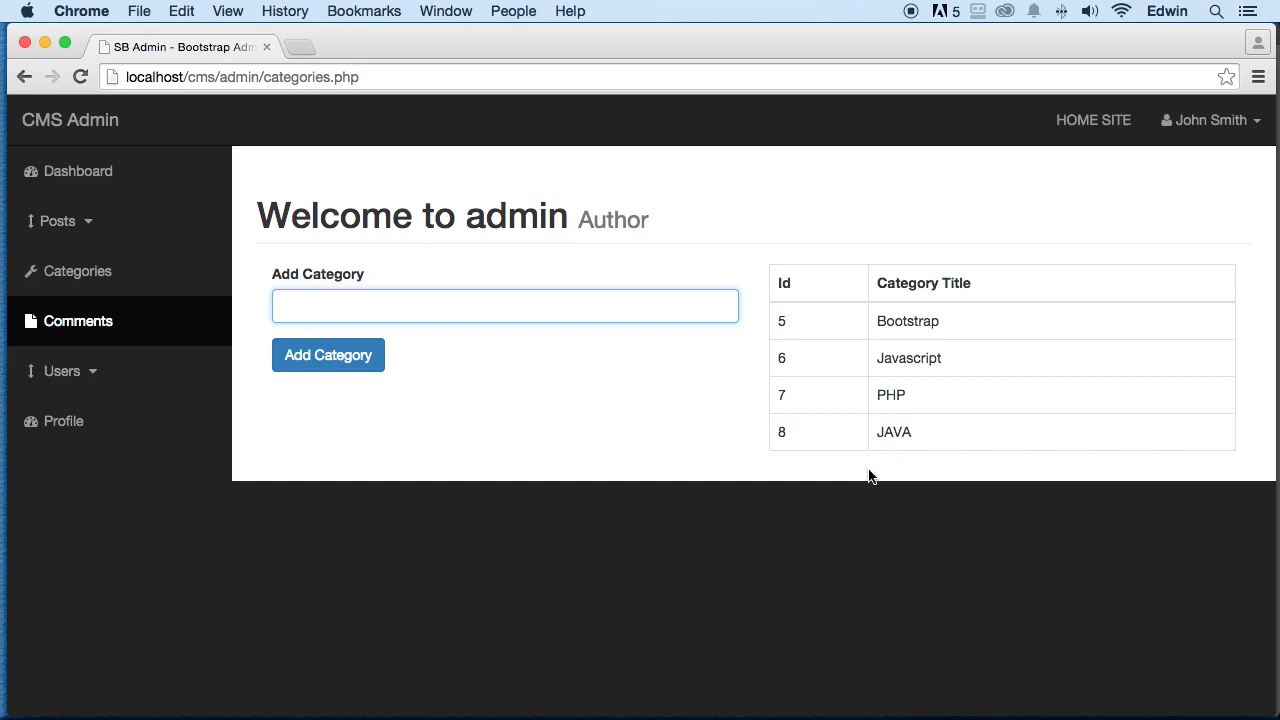 Chrome File Edit View History Bookmarks Window People Help 5 Edwin
SB Admin - Bootstrap Adm
localhost/cms/admin/categories.php
CMS Admin HOME SITE John Smith
Dashboard
Posts
Categories
Comments
Users
Profile
Welcome to admin Author
Add Category
Add Category
Id Category Title
5 Bootstrap
6 Javascript
7 PHP
8 JAVA